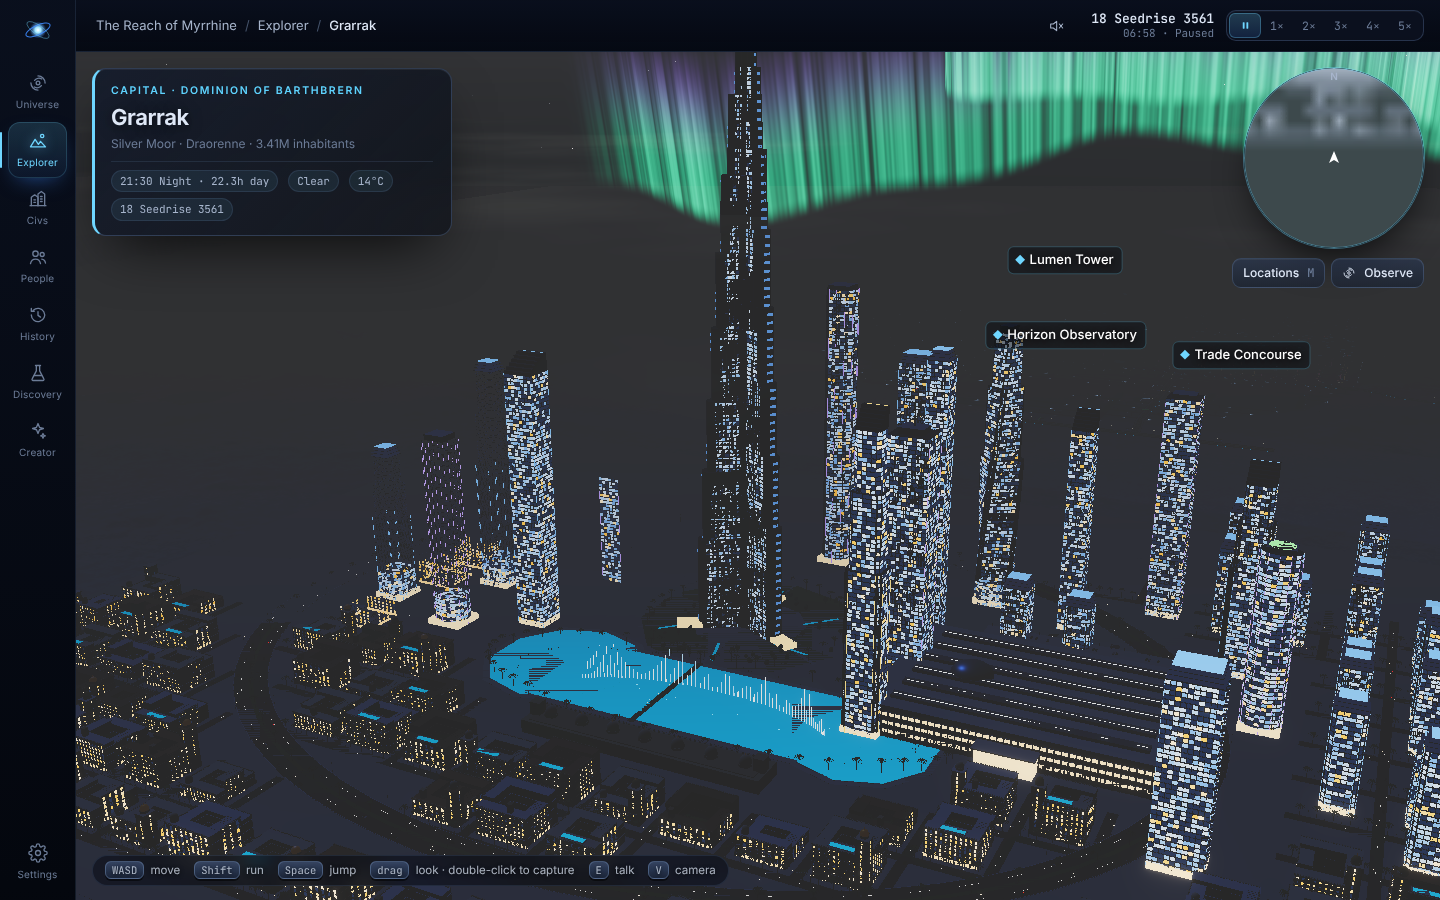 The Reach of Myrrhine / Explorer / Grarrak
18 Seedrise 3561
06:58 · Paused
1×
2×
3×
4×
5×
Universe
Explorer
Civs
People
History
Discovery
Creator
Settings
CAPITAL · DOMINION OF BARTHBRERN
Grarrak
Silver Moor · Draorenne · 3.41M inhabitants
21:30 Night · 22.3h day
Clear
14°C
18 Seedrise 3561
N
Locations M
Observe
Lumen Tower
Horizon Observatory
Trade Concourse
WASD move Shift run Space jump drag look · double-click to capture E talk V camera